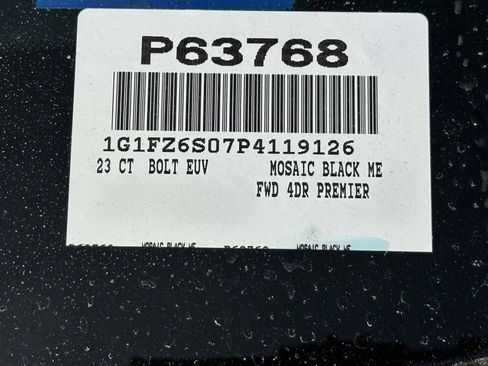 P63768
1G1FZ6S07P4119126
23 CT BOLT EUV MOSAIC BLACK ME
FWD 4DR PREMIER